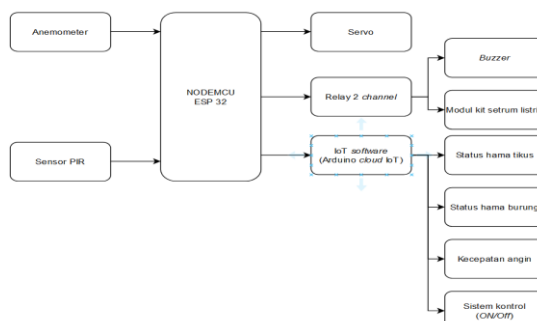 Anemometer
Servo
NODEMCU
ESP 32
Buzzer
Relay 2 channel
Modul kit setrum listri
Sensor PIR
IoT software
(Arduino cloud IoT)
Status hama tikus
Status hama burung
Kecepatan angin
Sistem kontrol
(ON/Off)